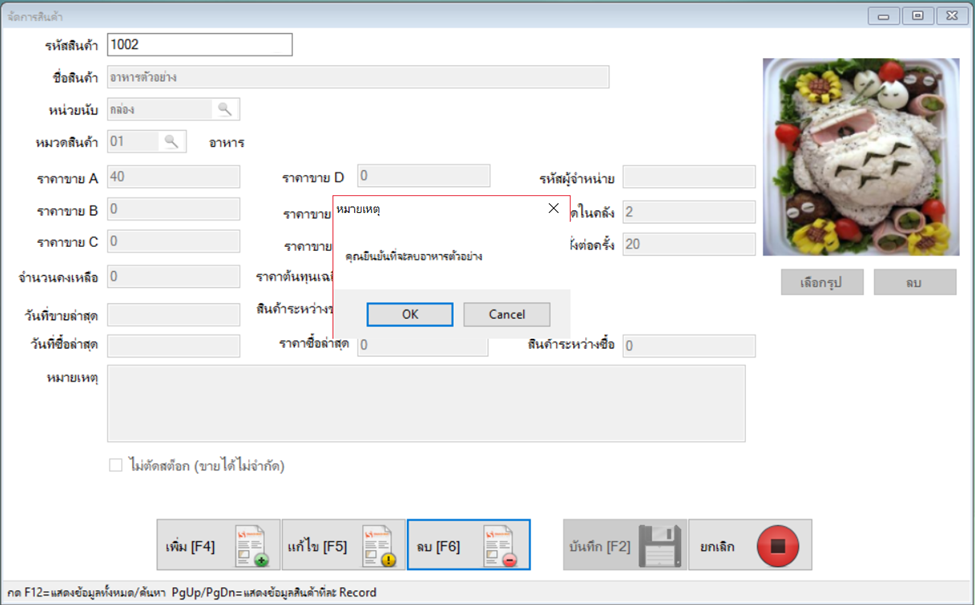 จัดการสินค้า
รหัสสินค้า 1002
ชื่อสินค้า อาหารตัวอย่าง
หน่วยนับ กล่อง
หมวดสินค้า 01 อาหาร
ราคาขาย A 40 ราคาขาย D 0 รหัสผู้จำหน่าย
ราคาขาย B 0 ราคาขาย ดในคลัง 2
ราคาขาย C 0 ราคาขาย ั่งต่อครั้ง 20
จำนวนคงเหลือ 0 ราคาต้นทุนเฉลี
วันที่ขายล่าสุด สินค้าระหว่างข
วันที่ซื้อล่าสุด ราคาซื้อล่าสุด 0 สินค้าระหว่างซื้อ 0
หมายเหตุ
ไม่ตัดสต็อก (ขายได้ไม่จำกัด)
หมายเหตุ
คุณยืนยันที่จะลบอาหารตัวอย่าง
OK Cancel
เลือกรูป ลบ
เพิ่ม [F4] แก้ไข [F5] ลบ [F6] บันทึก [F2] ยกเลิก
กด F12=แสดงข้อมูลทั้งหมด/ค้นหา PgUp/PgDn=แสดงข้อมูลสินค้าทีละ Record